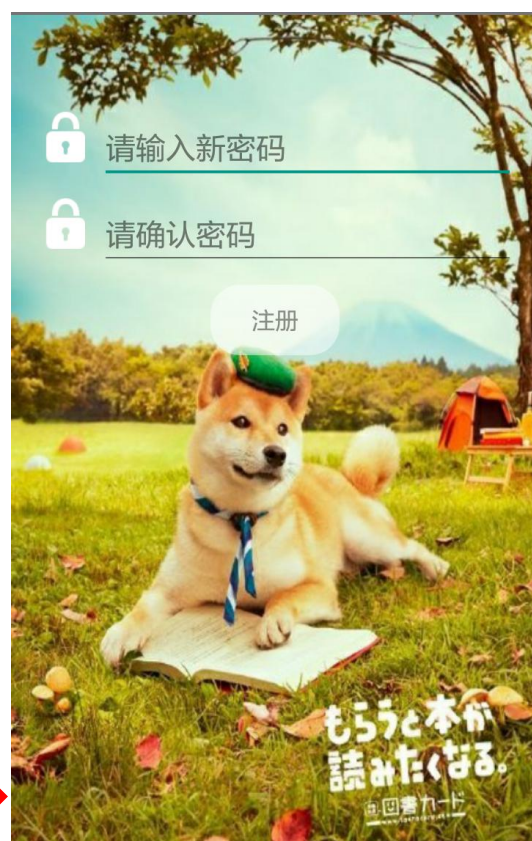 请输入新密码
请确认密码
注册
もらうと本が
読みたくなる。
図書カード